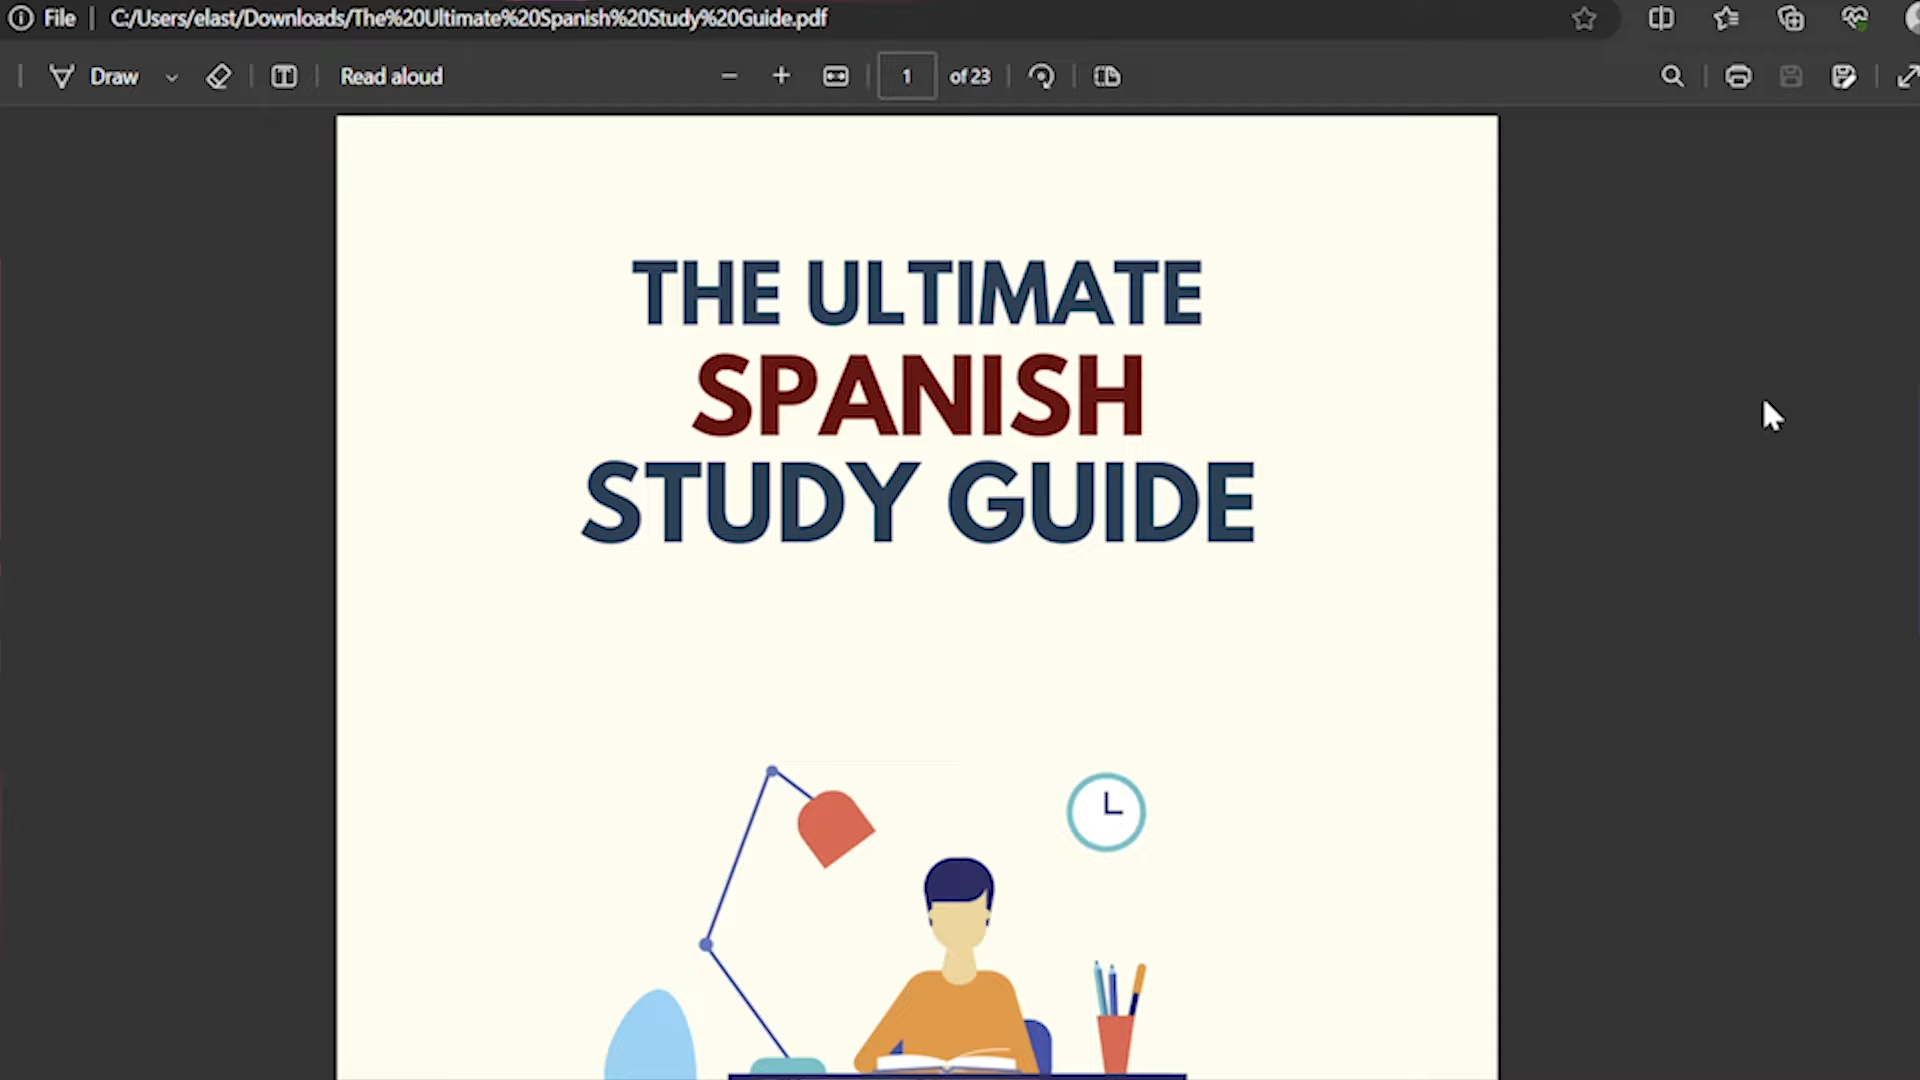 File C:/Users/elast/Downloads/The%20Ultimate%20Spanish%20Study%20Guide.pdf
Draw Read aloud 1 of 23
THE ULTIMATE
SPANISH
STUDY GUIDE